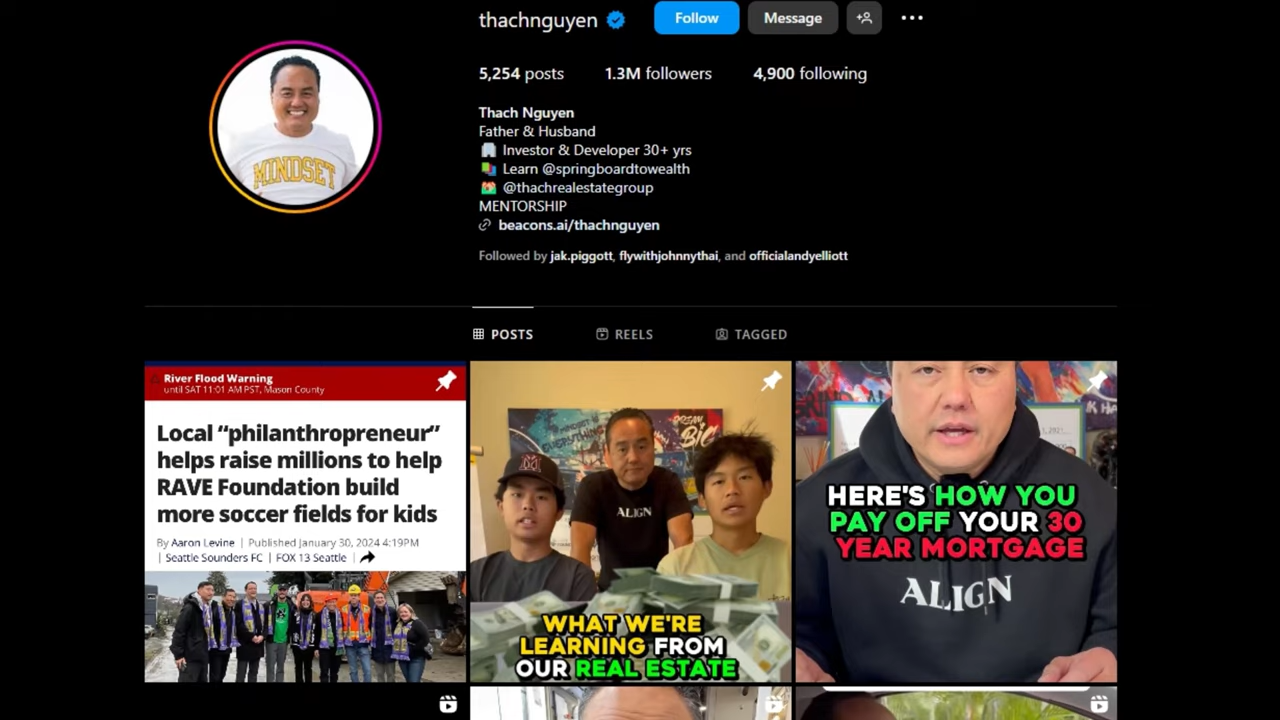 thachnguyen
Follow
Message
5,254 posts
1.3M followers
4,900 following
Thach Nguyen
Father & Husband
Investor & Developer 30+ yrs
Learn @springboardtowealth
@thachrealestategroup
MENTORSHIP
beacons.ai/thachnguyen
Followed by jak.piggott, flywithjohnnythai, and officialandyelliott
MINDSET
POSTS
REELS
TAGGED
River Flood Warning
until SAT 11:01 AM PST, Mason County
Local “philanthropreneur”
helps raise millions to help
RAVE Foundation build
more soccer fields for kids
By Aaron Levine | Published January 30, 2024 4:19PM
| Seattle Sounders FC | FOX 13 Seattle |
ALIGN
WHAT WE'RE
LEARNING FROM
OUR REAL ESTATE
HERE'S HOW YOU
PAY OFF YOUR 30
YEAR MORTGAGE
ALIGN